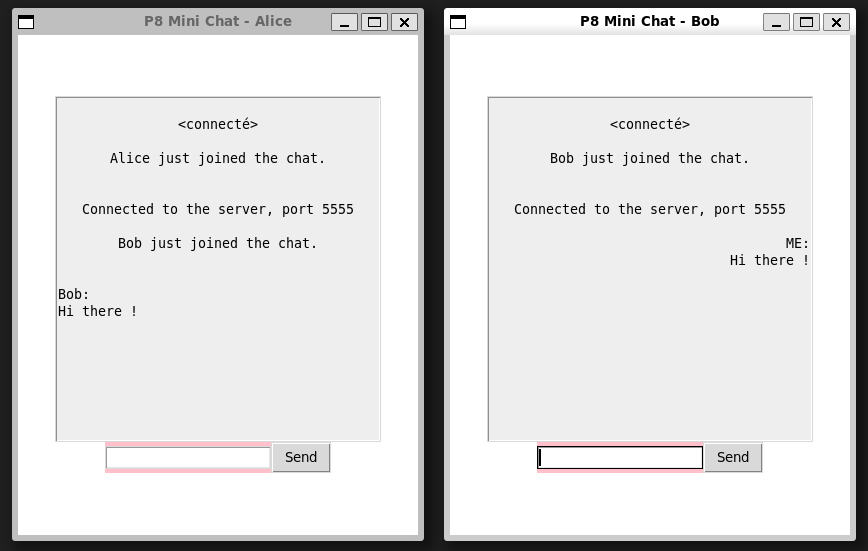 P8 Mini Chat - Alice
<connecté>
Alice just joined the chat.
Connected to the server, port 5555
Bob just joined the chat.
Bob:
Hi there !
Send
P8 Mini Chat - Bob
<connecté>
Bob just joined the chat.
Connected to the server, port 5555
ME:
Hi there !
Send